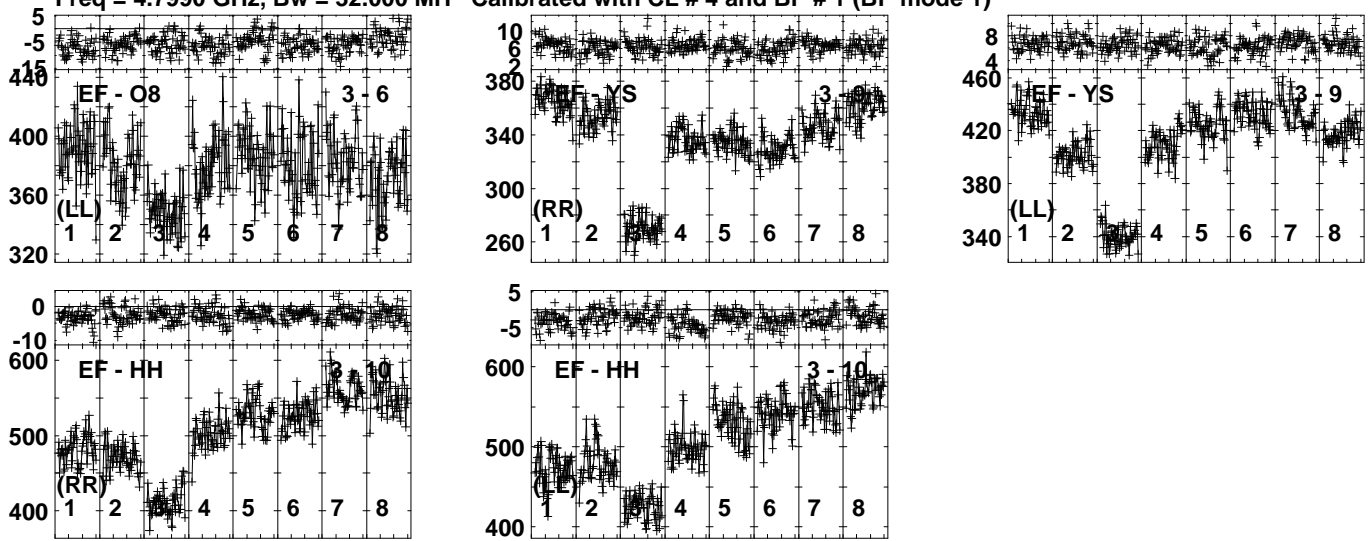 Freq = 4.7990 GHz, Bw = 32.000 MH Calibrated with CL # 4 and BP # 1 (BP mode 1)
5
-5
15
440
400
360
320
EF - O8
3 - 6
(LL)
1 2 3 4 5 6 7 8
10
6
2
380
340
300
260
EF - YS
3 - 9
(RR)
1 2 3 4 5 6 7 8
8
4
460
420
380
340
EF - YS
3 - 9
(LL)
1 2 3 4 5 6 7 8
0
-10
600
500
400
EF - HH
3 - 10
(RR)
1 2 3 4 5 6 7 8
5
-5
600
500
400
EF - HH
3 - 10
(LL)
1 2 3 4 5 6 7 8